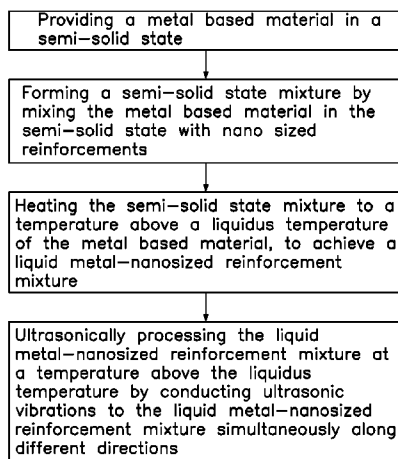 Providing a metal based material in a
semi-solid state
Forming a semi-solid state mixture by
mixing the metal based material in the
semi-solid state with nano sized
reinforcements
Heating the semi-solid state mixture to a
temperature above a liquidus temperature
of the metal based material, to achieve a
liquid metal-nanosized reinforcement
mixture
Ultrasonically processing the liquid
metal-nanosized reinforcement mixture at
a temperature above the liquidus
temperature by conducting ultrasonic
vibrations to the liquid metal-nanosized
reinforcement mixture simultaneously along
different directions